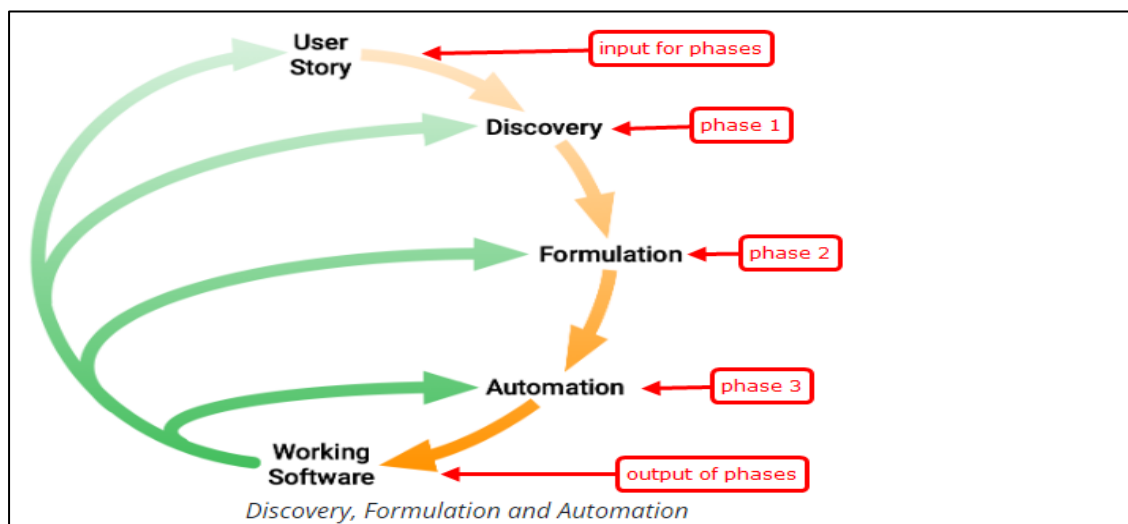 User
Story
input for phases
Discovery
phase 1
Formulation
phase 2
Automation
phase 3
Working
Software
output of phases
Discovery, Formulation and Automation